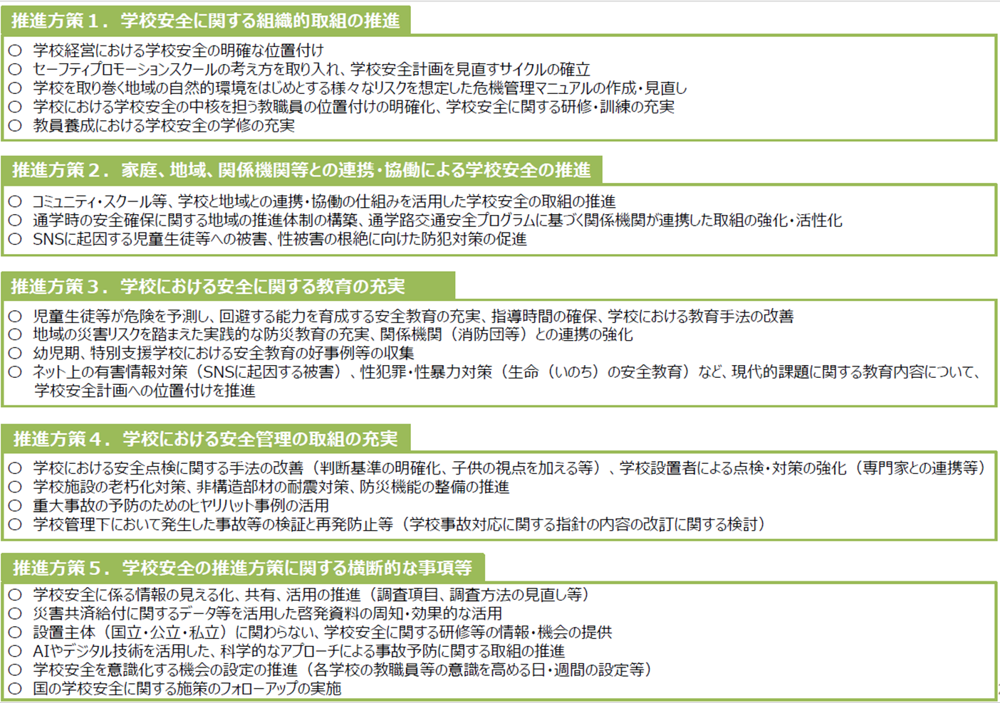 推進方策１．学校安全に関する組織的取組の推進
○ 学校経営における学校安全の明確な位置付け
○ セーフティプロモーションスクールの考え方を取り入れ、学校安全計画を見直すサイクルの確立
○ 学校を取り巻く地域の自然的環境をはじめとする様々なリスクを想定した危機管理マニュアルの作成・見直し
○ 学校における学校安全の中核を担う教職員の位置付けの明確化、学校安全に関する研修・訓練の充実
○ 教員養成における学校安全の学修の充実
推進方策２．家庭、地域、関係機関等との連携・協働による学校安全の推進
○ コミュニティ・スクール等、学校と地域との連携・協働の仕組みを活用した学校安全の取組の推進
○ 通学時の安全確保に関する地域の推進体制の構築、通学路交通安全プログラムに基づく関係機関が連携した取組の強化・活性化
○ SNSに起因する児童生徒等への被害、性被害の根絶に向けた防犯対策の促進
推進方策３．学校における安全に関する教育の充実
○ 児童生徒等が危険を予測し、回避する能力を育成する安全教育の充実、指導時間の確保、学校における教育手法の改善
○ 地域の災害リスクを踏まえた実践的な防災教育の充実、関係機関（消防団等）との連携の強化
○ 幼児期、特別支援学校における安全教育の好事例等の収集
○ ネット上の有害情報対策（SNSに起因する被害）、性犯罪・性暴力対策（生命（いのち）の安全教育）など、現代的課題に関する教育内容について、
学校安全計画への位置付けを推進
推進方策４．学校における安全管理の取組の充実
○ 学校における安全点検に関する手法の改善（判断基準の明確化、子供の視点を加える等）、学校設置者による点検・対策の強化（専門家との連携等）
○ 学校施設の老朽化対策、非構造部材の耐震対策、防災機能の整備の推進
○ 重大事故の予防のためのヒヤリハット事例の活用
○ 学校管理下において発生した事故等の検証と再発防止等（学校事故対応に関する指針の内容の改訂に関する検討）
推進方策５．学校安全の推進方策に関する横断的な事項等
○ 学校安全に係る情報の見える化、共有、活用の推進（調査項目、調査方法の見直し等）
○ 災害共済給付に関するデータ等を活用した啓発資料の周知・効果的な活用
○ 設置主体（国立・公立・私立）に関わらない、学校安全に関する研修等の情報・機会の提供
○ AIやデジタル技術を活用した、科学的なアプローチによる事故予防に関する取組の推進
○ 学校安全を意識化する機会の設定の推進（各学校の教職員等の意識を高める日・週間の設定等）
○ 国の学校安全に関する施策のフォローアップの実施